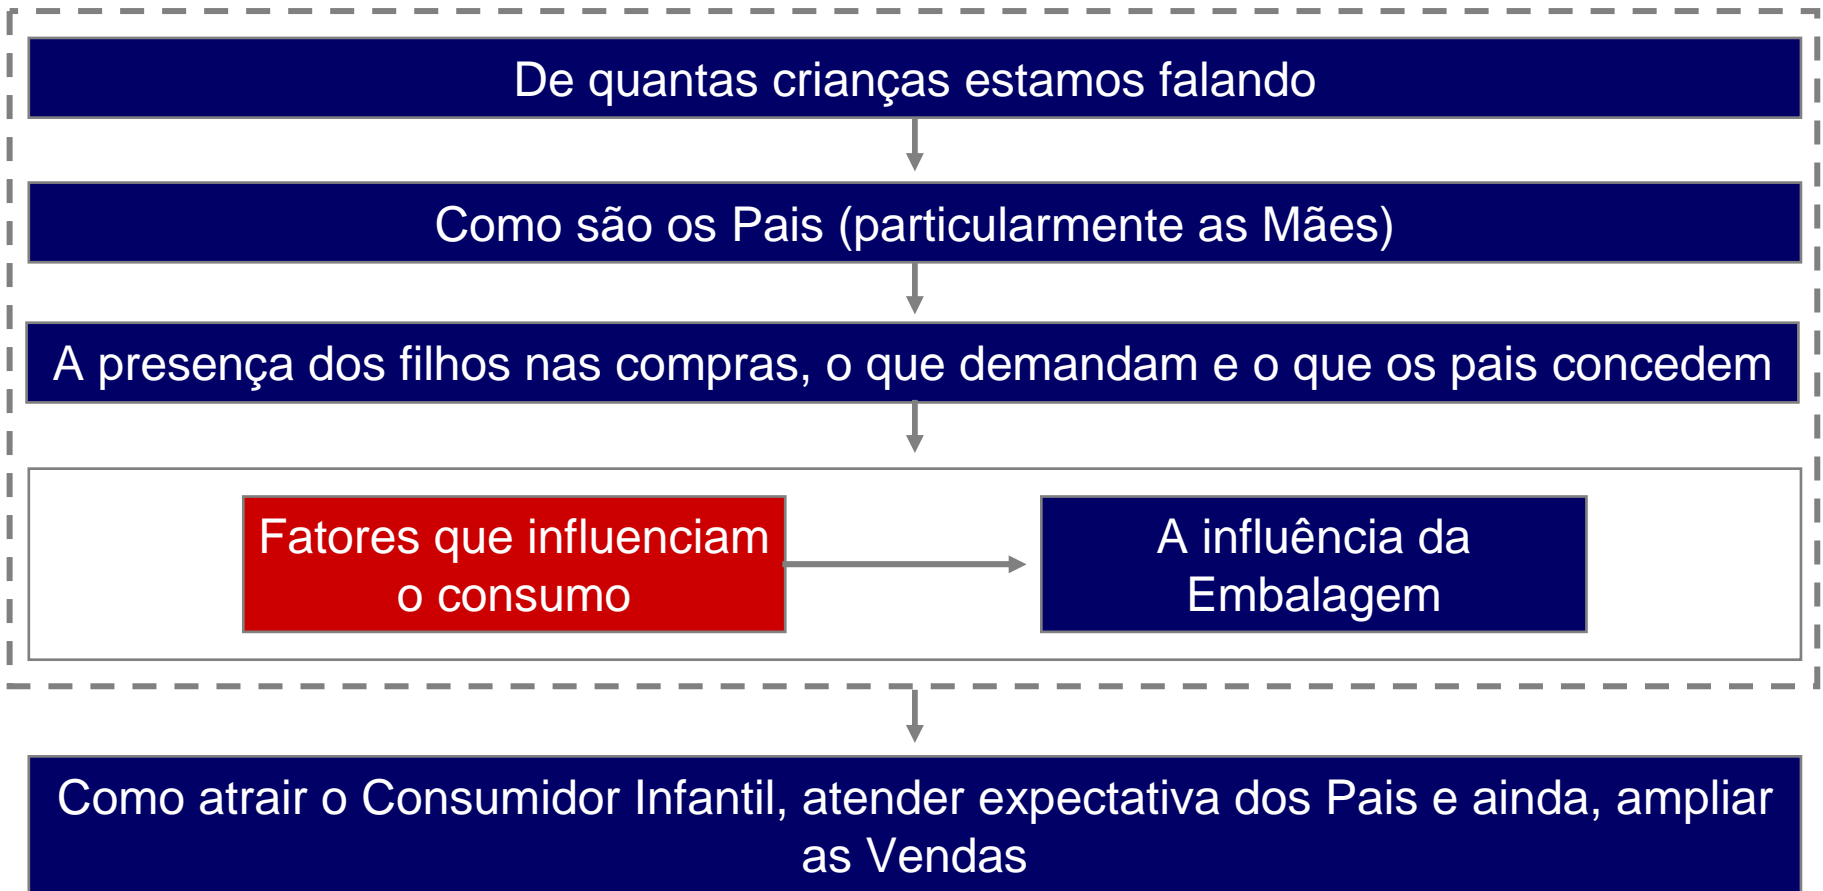 De quantas crianças estamos falando
Como são os Pais (particularmente as Mães)
A presença dos filhos nas compras, o que demandam e o que os pais concedem
Fatores que influenciam
o consumo
A influência da
Embalagem
Como atrair o Consumidor Infantil, atender expectativa dos Pais e ainda, ampliar
as Vendas